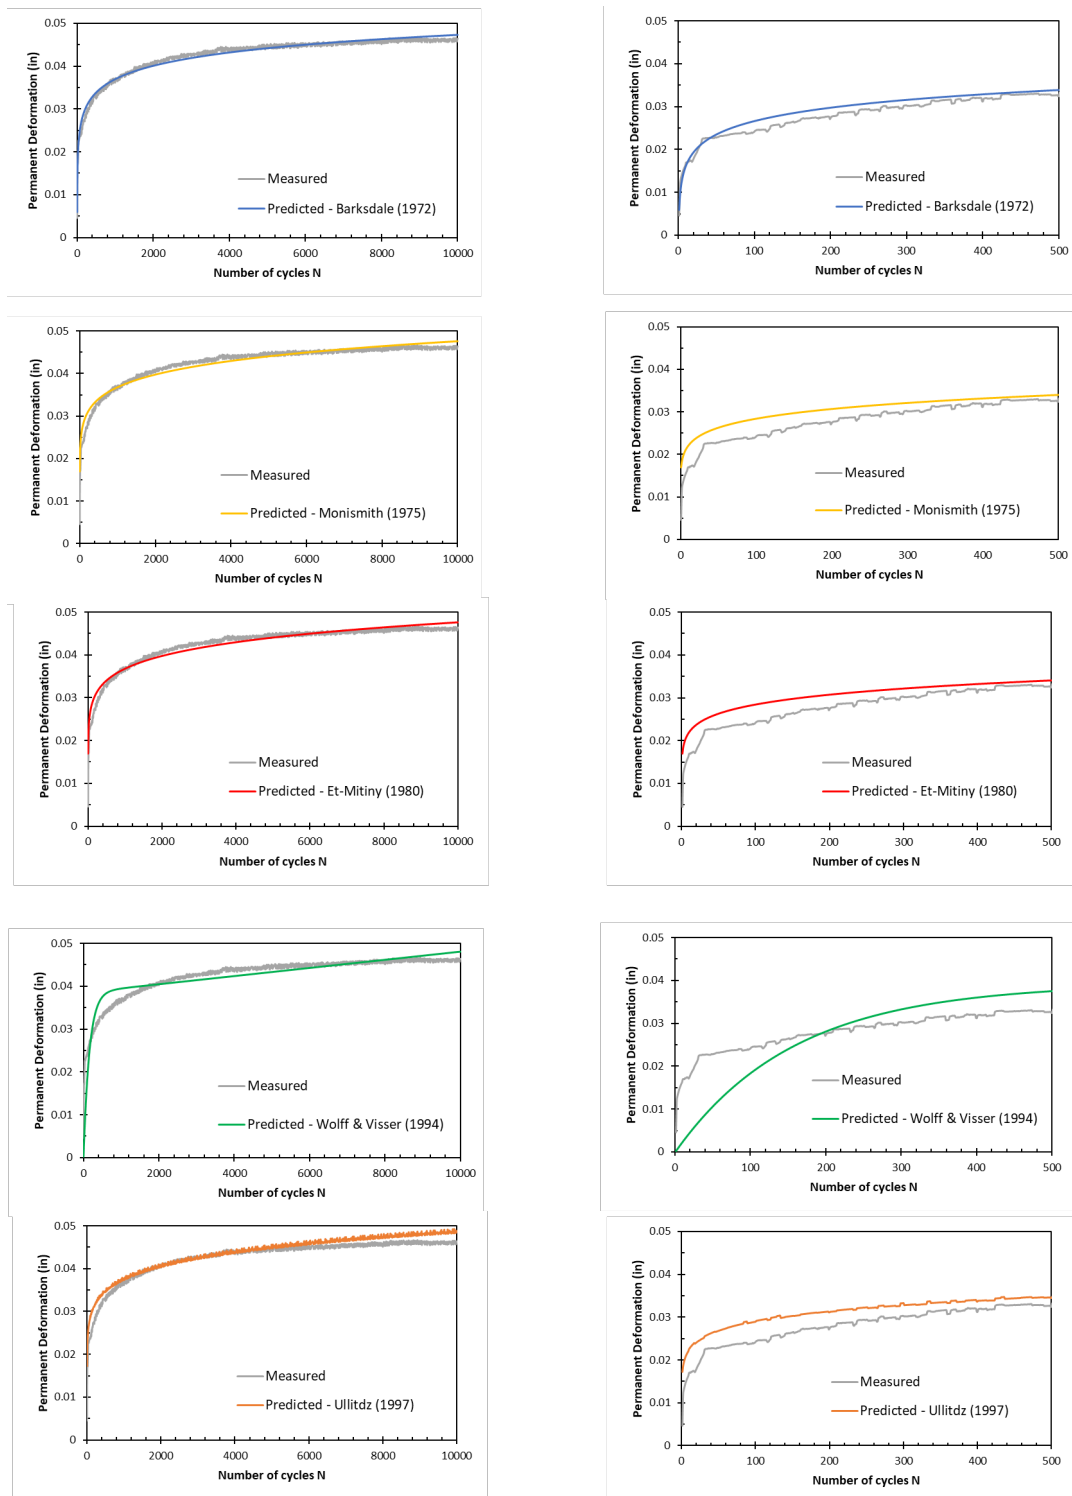 0.05
0.04
0.03
0.02
0.01
0
Permanent Deformation (in)
Measured
Predicted - Barksdale (1972)
0 2000 4000 6000 8000 10000
Number of cycles N
0.05
0.04
0.03
0.02
0.01
0
Permanent Deformation (in)
Measured
Predicted - Barksdale (1972)
0 100 200 300 400 500
Number of cycles N
0.05
0.04
0.03
0.02
0.01
0
Permanent Deformation (in)
Measured
Predicted - Monismith (1975)
0 2000 4000 6000 8000 10000
Number of cycles N
0.05
0.04
0.03
0.02
0.01
0
Permanent Deformation (in)
Measured
Predicted - Monismith (1975)
0 100 200 300 400 500
Number of cycles N
0.05
0.04
0.03
0.02
0.01
0
Permanent Deformation (in)
Measured
Predicted - Et-Mitiny (1980)
0 2000 4000 6000 8000 10000
Number of cycles N
0.05
0.04
0.03
0.02
0.01
0
Permanent Deformation (in)
Measured
Predicted - Et-Mitiny (1980)
0 100 200 300 400 500
Number of cycles N
0.05
0.04
0.03
0.02
0.01
0
Permanent Deformation (in)
Measured
Predicted - Wolff & Visser (1994)
0 2000 4000 6000 8000 10000
Number of cycles N
0.05
0.04
0.03
0.02
0.01
0
Permanent Deformation (in)
Measured
Predicted - Wolff & Visser (1994)
0 100 200 300 400 500
Number of cycles N
0.05
0.04
0.03
0.02
0.01
0
Permanent Deformation (in)
Measured
Predicted - Ullitdz (1997)
0 2000 4000 6000 8000 10000
Number of cycles N
0.05
0.04
0.03
0.02
0.01
0
Permanent Deformation (in)
Measured
Predicted - Ullitdz (1997)
0 100 200 300 400 500
Number of cycles N